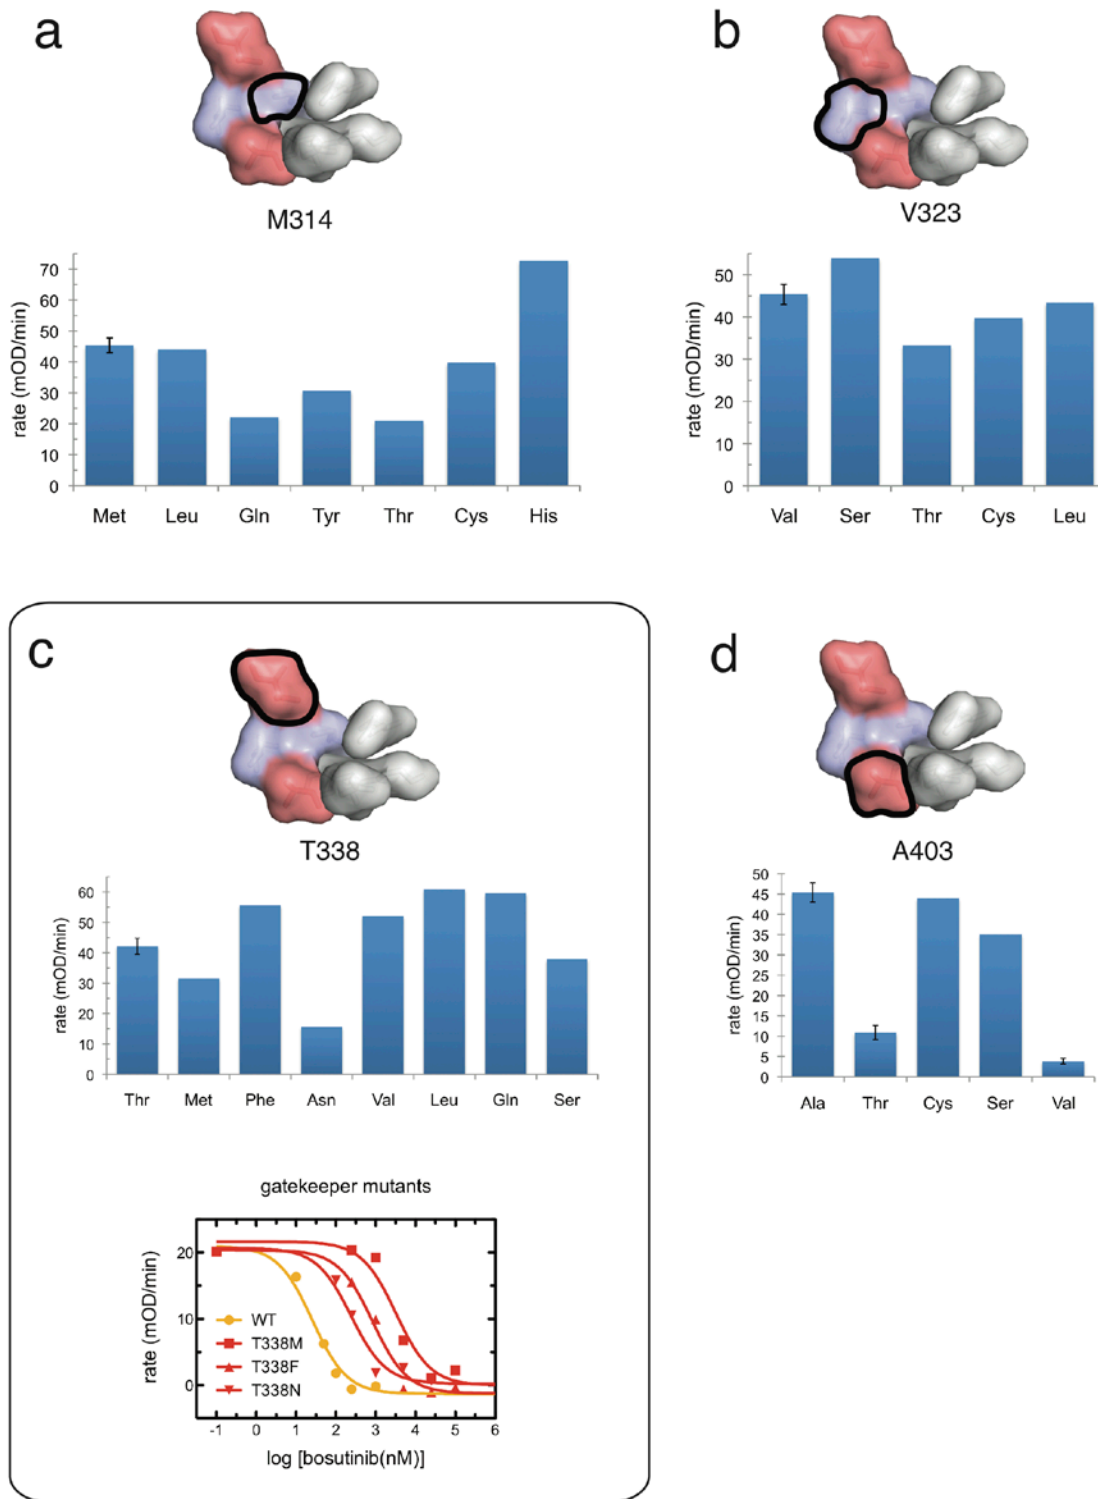 a
M314
rate (mOD/min)
70
60
50
40
30
20
10
0
Met Leu Gln Tyr Thr Cys His
b
V323
rate (mOD/min)
50
40
30
20
10
0
Val Ser Thr Cys Leu
c
T338
rate (mOD/min)
60
50
40
30
20
10
0
Thr Met Phe Asn Val Leu Gln Ser
gatekeeper mutants
rate (mOD/min)
20
10
0
WT
T338M
T338F
T338N
-1 0 1 2 3 4 5 6
log [bosutinib(nM)]
d
A403
rate (mOD/min)
50
45
40
35
30
25
20
15
10
5
0
Ala Thr Cys Ser Val